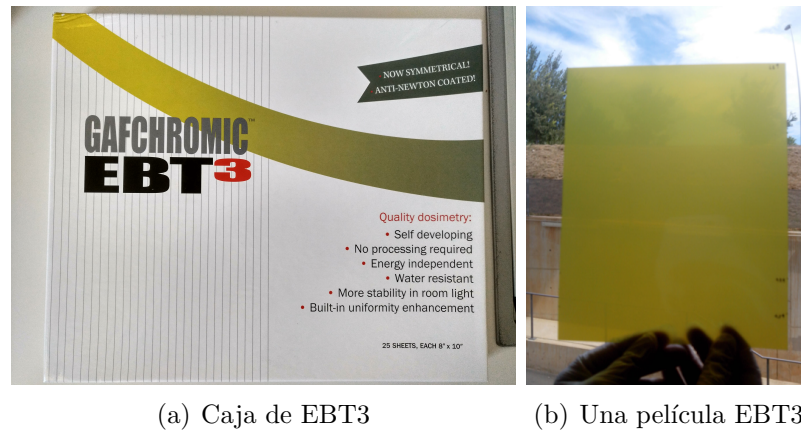 NOW SYMMETRICAL!
ANTI-NEWTON COATED!
GAFCHROMIC™
EBT3
Quality dosimetry:
• Self developing
• No processing required
• Energy independent
• Water resistant
• More stability in room light
• Built-in uniformity enhancement
25 SHEETS, EACH 8" x 10"
(a) Caja de EBT3
(b) Una película EBT3